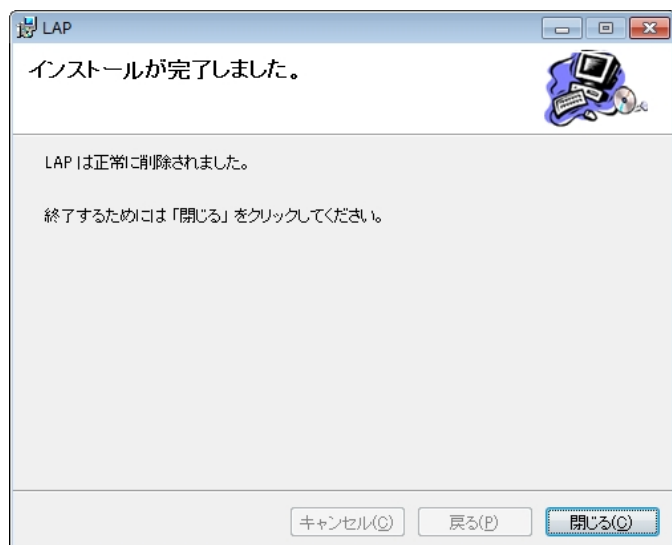 LAP
インストールが完了しました。
LAP は正常に削除されました。
終了するためには「閉じる」をクリックしてください。
キャンセル(C) 戻る(P) 閉じる(C)